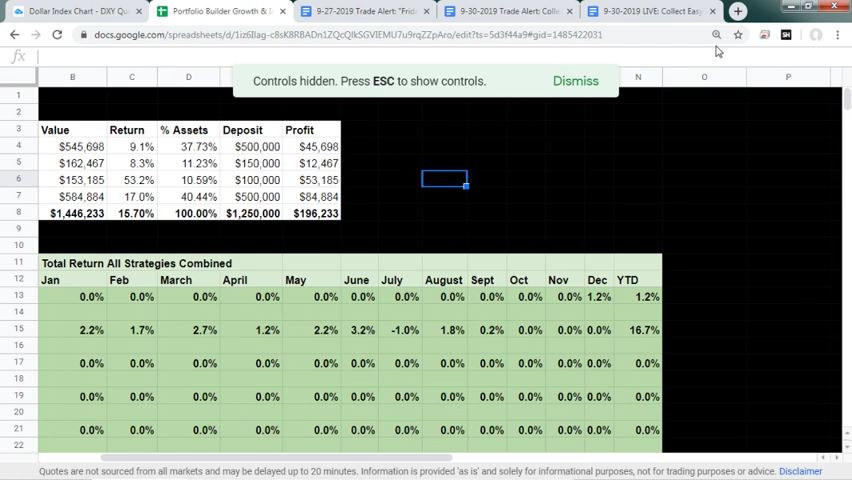 Dollar Index Chart - DXY Quo
Portfolio Builder Growth & I
9-27-2019 Trade Alert: "Friday
9-30-2019 Trade Alert: Collec
9-30-2019 LIVE: Collect Easy
docs.google.com/spreadsheets/d/1iz6IIag-c8sK8RBADn1ZQcQlkSGVIEMU7u9rqZZpAro/edit?ts=5d3f44a9#gid=1485422031
fx
Controls hidden. Press ESC to show controls.
Dismiss
B C D E F N O P
1
2
3 Value Return % Assets Deposit Profit
4 $545,698 9.1% 37.73% $500,000 $45,698
5 $162,467 8.3% 11.23% $150,000 $12,467
6 $153,185 53.2% 10.59% $100,000 $53,185
7 $584,884 17.0% 40.44% $500,000 $84,884
8 $1,446,233 15.70% 100.00% $1,250,000 $196,233
9
10
11 Total Return All Strategies Combined
12 Jan Feb March April May June July August Sept Oct Nov Dec YTD
13 0.0% 0.0% 0.0% 0.0% 0.0% 0.0% 0.0% 0.0% 0.0% 0.0% 0.0% 1.2% 1.2%
14
15 2.2% 1.7% 2.7% 1.2% 2.2% 3.2% -1.0% 1.8% 0.2% 0.0% 0.0% 0.0% 16.7%
16
17 0.0% 0.0% 0.0% 0.0% 0.0% 0.0% 0.0% 0.0% 0.0% 0.0% 0.0% 0.0% 0.0%
18
19 0.0% 0.0% 0.0% 0.0% 0.0% 0.0% 0.0% 0.0% 0.0% 0.0% 0.0% 0.0% 0.0%
20
21 0.0% 0.0% 0.0% 0.0% 0.0% 0.0% 0.0% 0.0% 0.0% 0.0% 0.0% 0.0% 0.0%
22
Quotes are not sourced from all markets and may be delayed up to 20 minutes. Information is provided 'as is' and solely for informational purposes, not for trading purposes or advice. Disclaimer